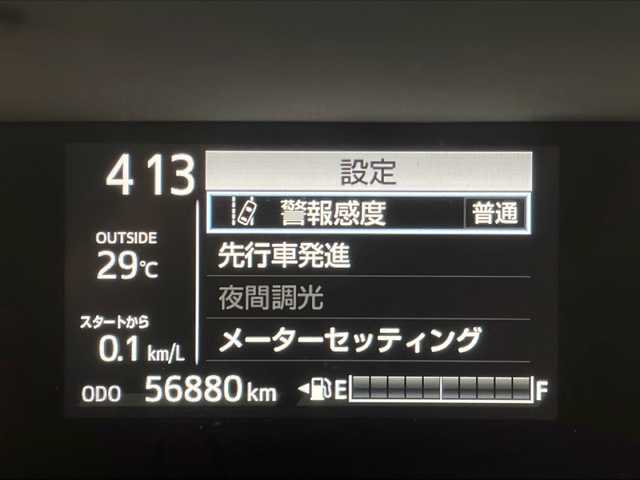 4 13
設定
警報感度 普通
OUTSIDE
29℃
先行車発進
夜間調光
スタートから
0.1 km/L
メーターセッティング
ODO 56880 km
E F